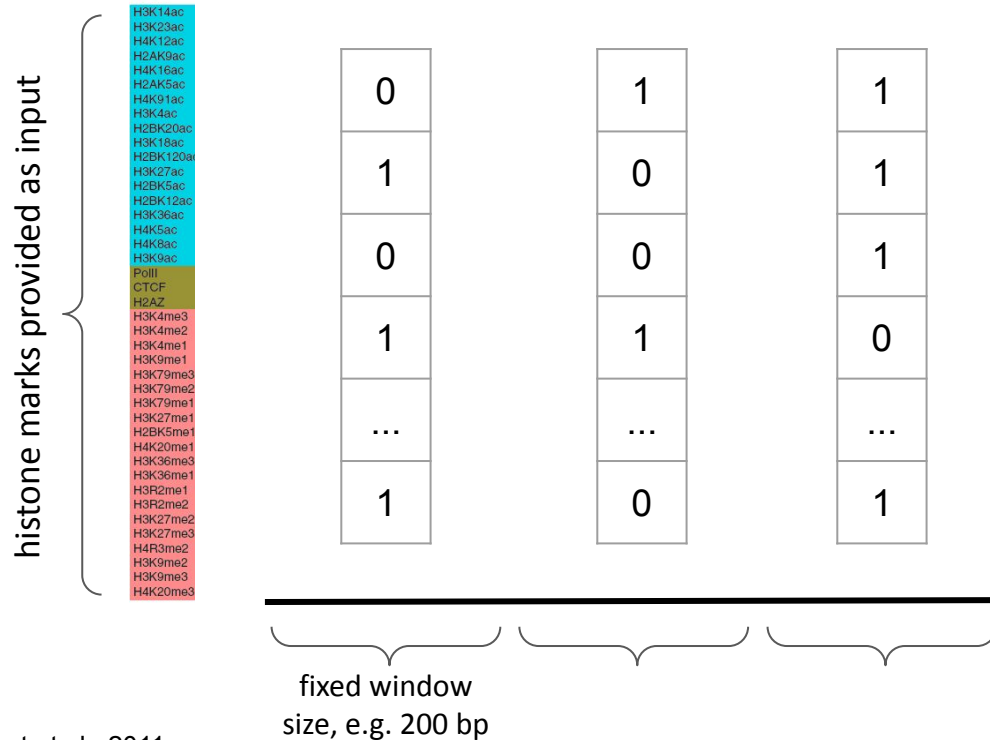 histone marks provided as input
H3K14ac
H3K23ac
H4K12ac
H2AK9ac
H4K16ac
H2AK5ac
H4K91ac
H3K4ac
H2BK20ac
H3K18ac
H2BK120ac
H3K27ac
H2BK5ac
H2BK12ac
H3K36ac
H4K5ac
H4K8ac
H3K9ac
PolII
CTCF
H2AZ
H3K4me3
H3K4me2
H3K4me1
H3K9me1
H3K79me3
H3K79me2
H3K79me1
H3K27me1
H2BK5me1
H4K20me1
H3K36me3
H3K36me1
H3R2me1
H3R2me2
H3K27me2
H3K27me3
H4R3me2
H3K9me2
H3K9me3
H4K20me3
0 1 1
1 0 1
0 0 1
1 1 0
... ... ...
1 0 1
fixed window
size, e.g. 200 bp